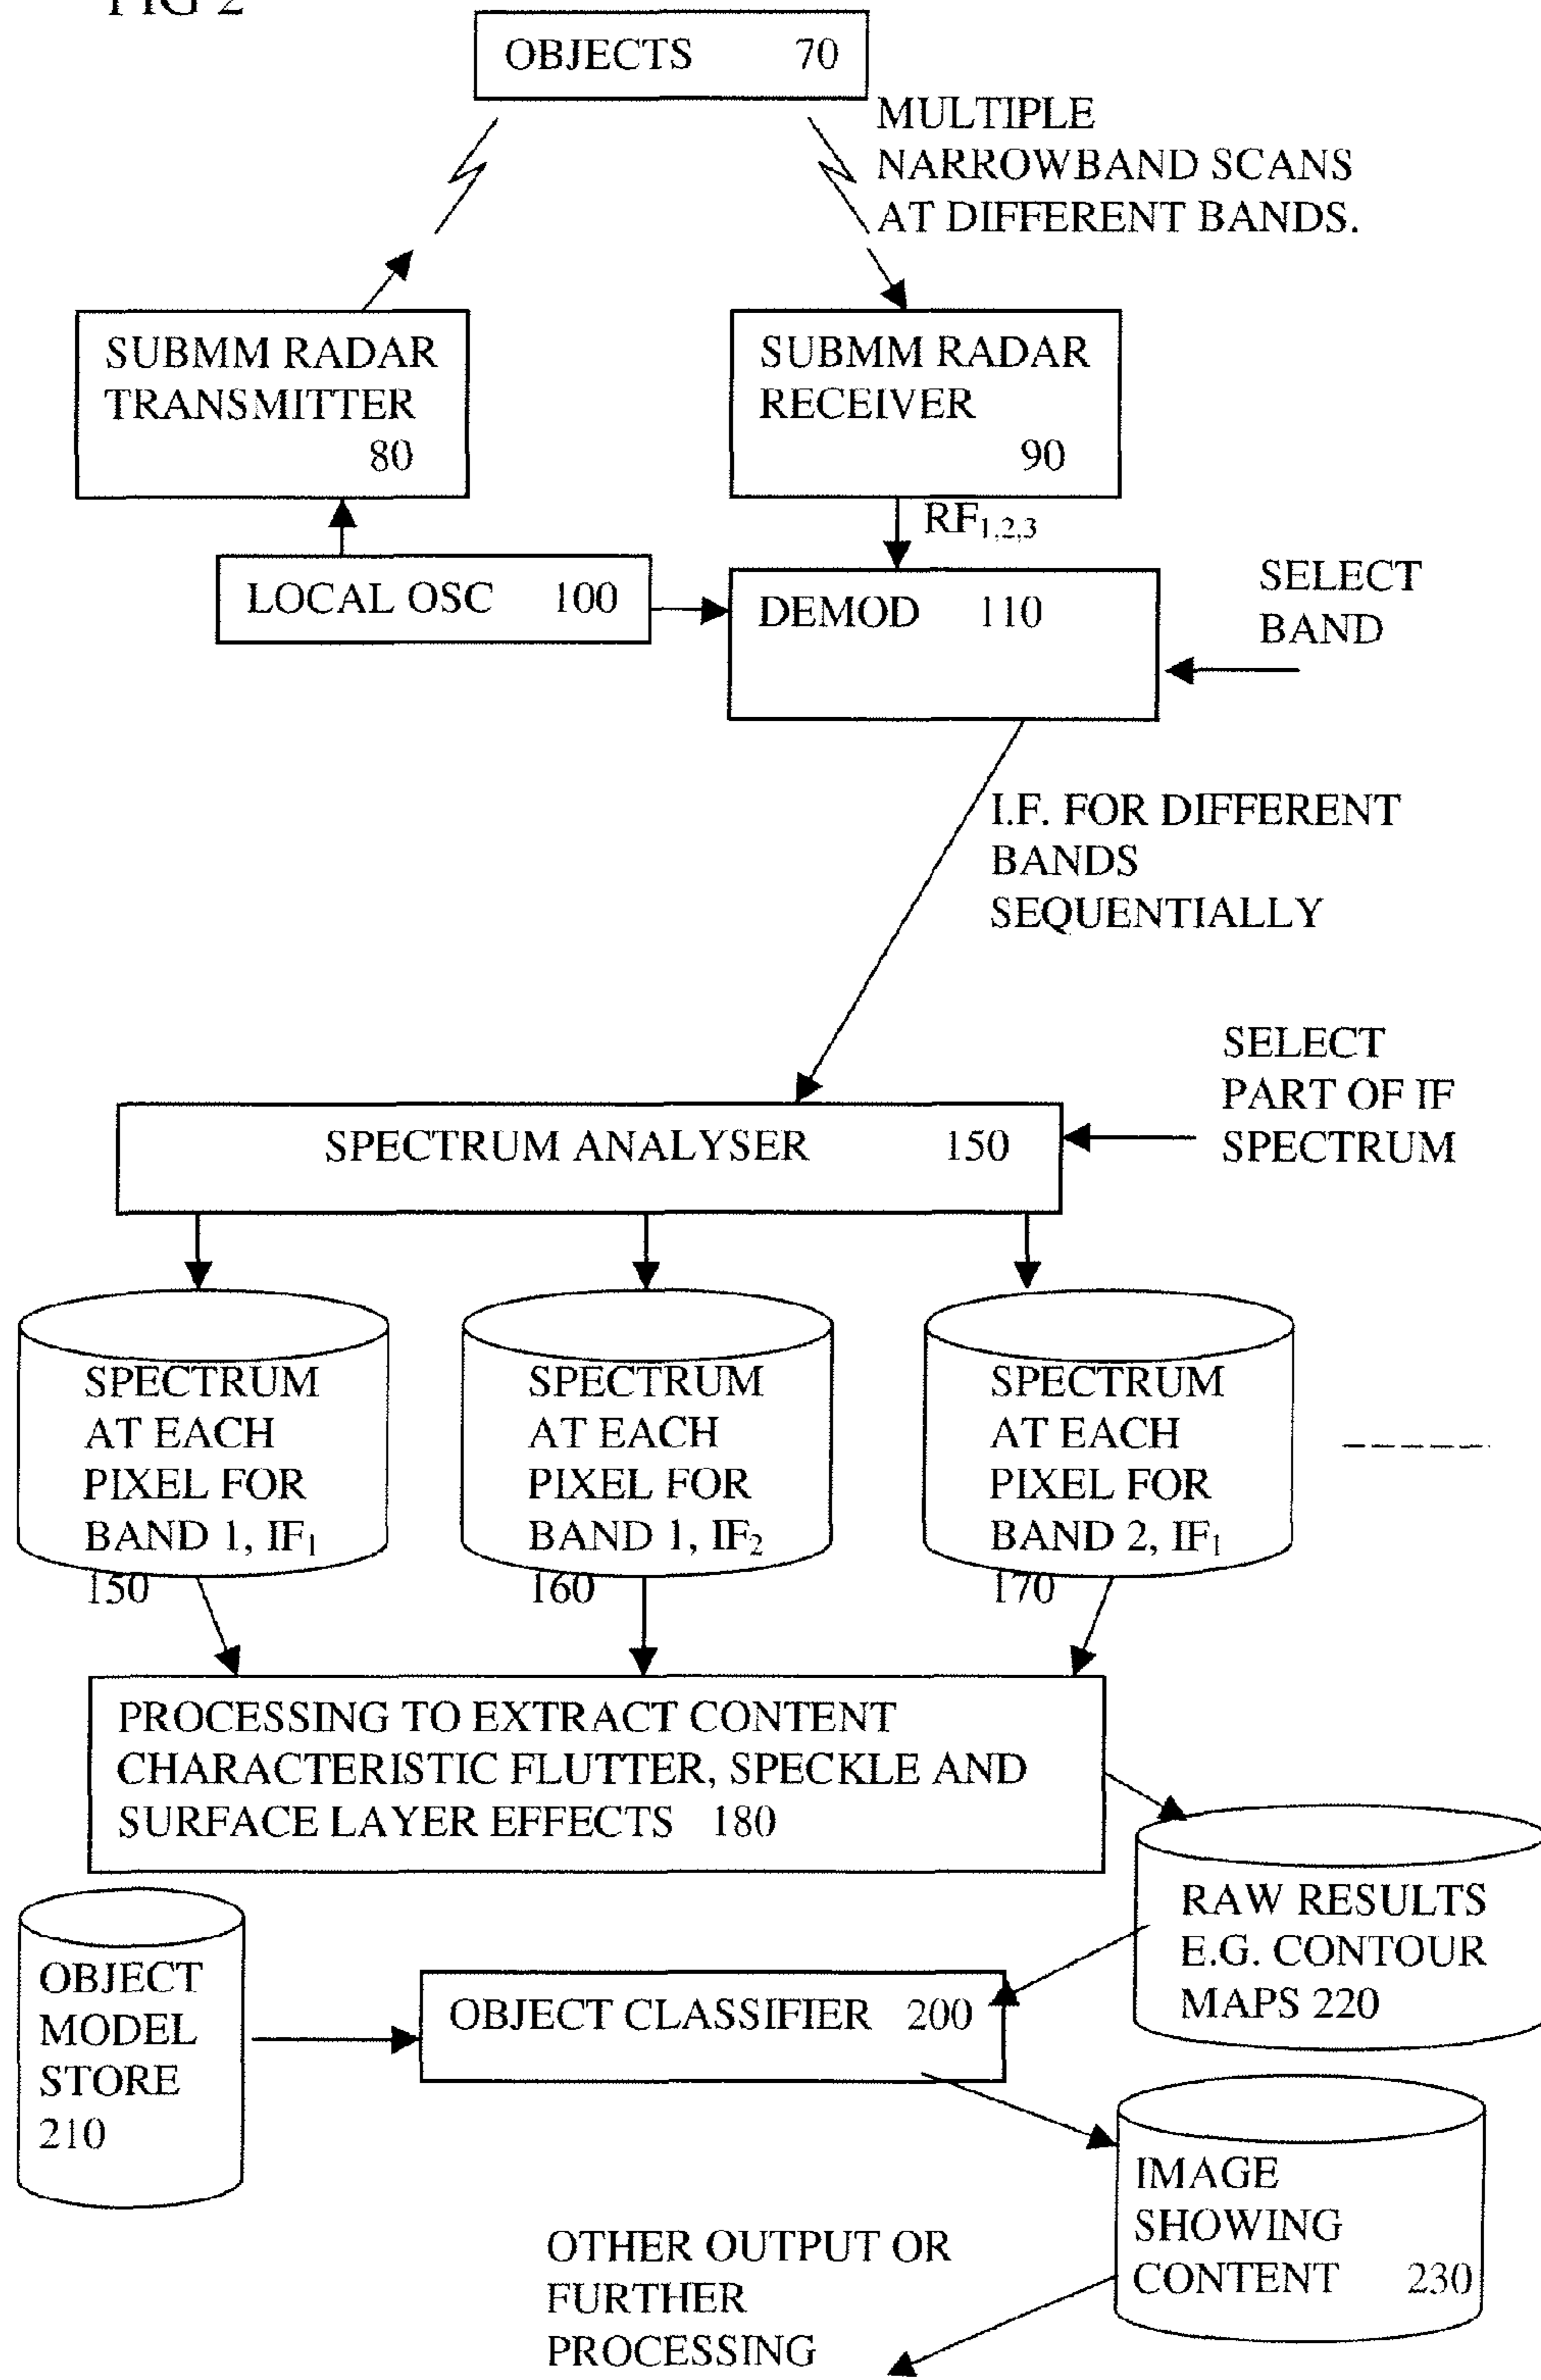 FIG 2
OBJECTS 70
MULTIPLE
NARROWBAND SCANS
AT DIFFERENT BANDS.
SUBMM RADAR
TRANSMITTER
80
SUBMM RADAR
RECEIVER
90
RF1,2,3
LOCAL OSC 100
DEMOD 110
SELECT
BAND
I.F. FOR DIFFERENT
BANDS
SEQUENTIALLY
SELECT
PART OF IF
SPECTRUM
SPECTRUM ANALYSER 150
SPECTRUM
AT EACH
PIXEL FOR
BAND 1, IF1
150
SPECTRUM
AT EACH
PIXEL FOR
BAND 1, IF2
160
SPECTRUM
AT EACH
PIXEL FOR
BAND 2, IF1
170
PROCESSING TO EXTRACT CONTENT
CHARACTERISTIC FLUTTER, SPECKLE AND
SURFACE LAYER EFFECTS 180
RAW RESULTS
E.G. CONTOUR
MAPS 220
OBJECT
MODEL
STORE
210
OBJECT CLASSIFIER 200
IMAGE
SHOWING
CONTENT 230
OTHER OUTPUT OR
FURTHER
PROCESSING